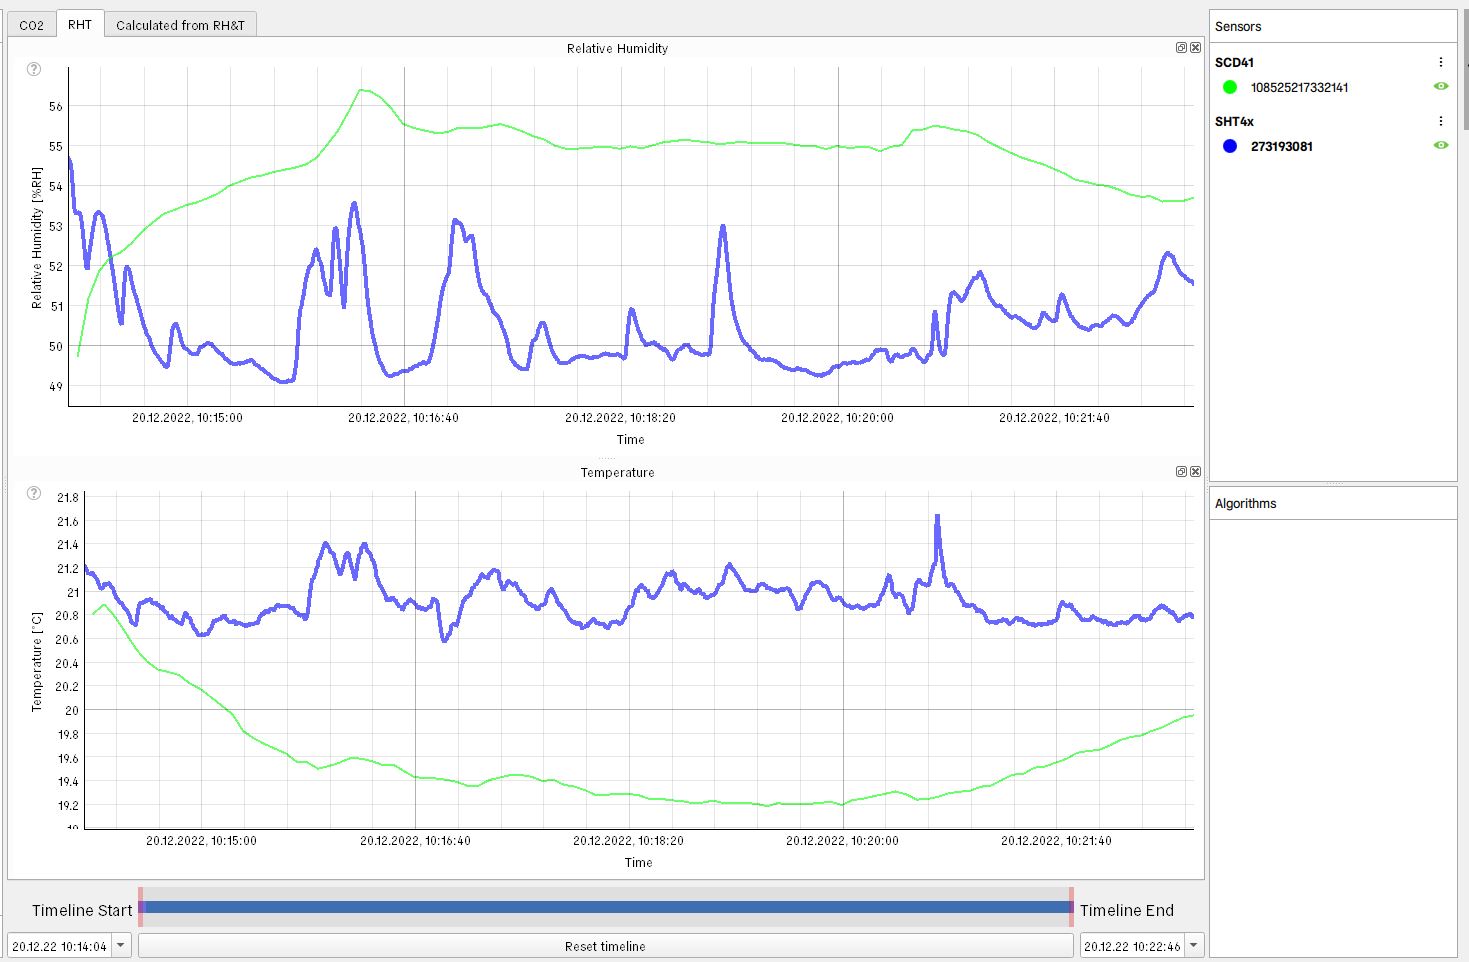 CO2 RHT Calculated from RH&T
Relative Humidity
?
Relative Humidity [%RH]
56
55
54
53
52
51
50
49
20.12.2022, 10:15:00 20.12.2022, 10:16:40 20.12.2022, 10:18:20 20.12.2022, 10:20:00 20.12.2022, 10:21:40
Time
Temperature
?
Temperature [°C]
21.8
21.6
21.4
21.2
21
20.8
20.6
20.4
20.2
20
19.8
19.6
19.4
19.2
19
20.12.2022, 10:15:00 20.12.2022, 10:16:40 20.12.2022, 10:18:20 20.12.2022, 10:20:00 20.12.2022, 10:21:40
Time
Timeline Start Timeline End
20.12.22 10:14:04 Reset timeline 20.12.22 10:22:46
Sensors
SCD41
108525217332141
SHT4x
273193081
Algorithms